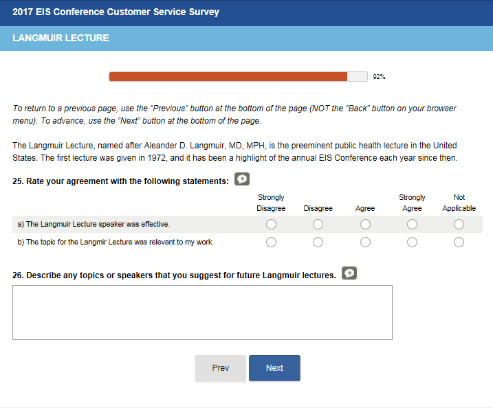 2017 EIS Conference Customer Service Survey
LANGMUIR LECTURE
92%
To return to a previous page, use the "Previous" button at the bottom of the page (NOT the "Back" button on your browser
menu). To advance, use the "Next" button at the bottom of the page.
The Langmuir Lecture, named after Aleander D. Langmuir, MD, MPH, is the preeminent public health lecture in the United
States. The first lecture was given in 1972, and it has been a highlight of the annual EIS Conference each year since then.
25. Rate your agreement with the following statements:
Strongly Disagree Disagree Agree Strongly Agree Not Applicable
a) The Langmuir Lecture speaker was effective.
b) The topic for the Langmir Lecture was relevant to my work.
26. Describe any topics or speakers that you suggest for future Langmuir lectures.
Prev Next